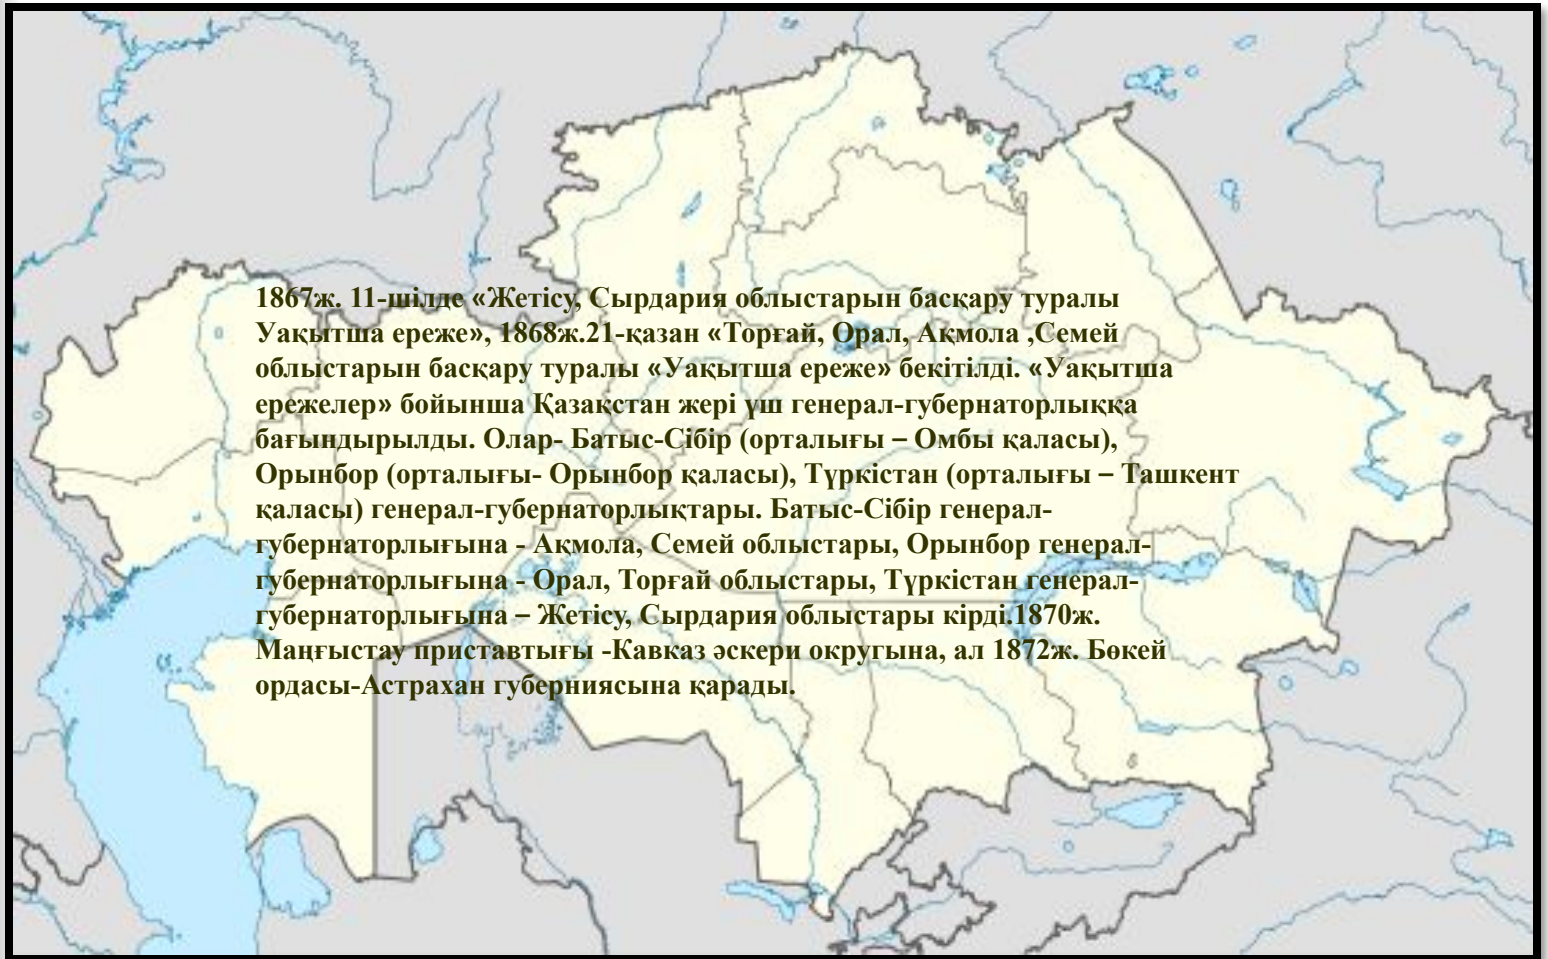 1867ж. 11-шілде «Жетісу, Сырдария облыстарын басқару туралы
Уақытша ереже», 1868ж.21-қазан «Торғай, Орал, Ақмола ,Семей
облыстарын басқару туралы «Уақытша ереже» бекітілді. «Уақытша
ережелер» бойынша Қазақстан жері үш генерал-губернаторлыққа
бағындырылды. Олар- Батыс-Сібір (орталығы – Омбы қаласы),
Орынбор (орталығы- Орынбор қаласы), Түркістан (орталығы – Ташкент
қаласы) генерал-губернаторлықтары. Батыс-Сібір генерал-
губернаторлығына - Ақмола, Семей облыстары, Орынбор генерал-
губернаторлығына - Орал, Торғай облыстары, Түркістан генерал-
губернаторлығына – Жетісу, Сырдария облыстары кірді.1870ж.
Маңғыстау приставтығы -Кавказ әскери округына, ал 1872ж. Бөкей
ордасы-Астрахан губерниясына қарады.